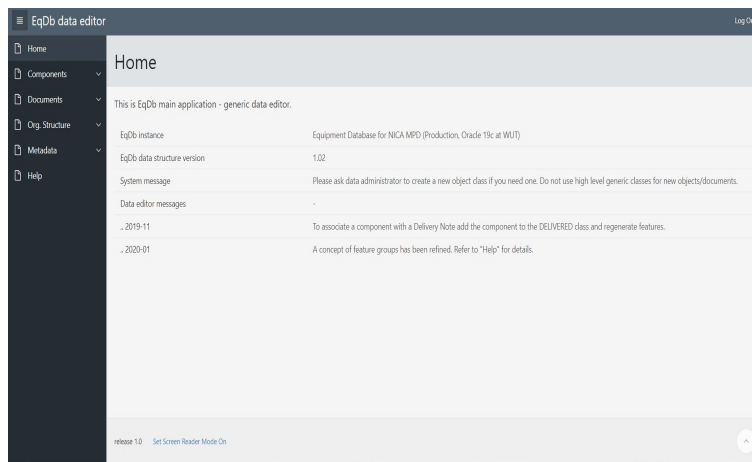 EqDb data editor
Log O
Home
Components
Documents
Org. Structure
Metadata
Help
Home
This is EqDb main application - generic data editor.
EqDb instance Equipment Database for NICA MPD (Production, Oracle 19c at WUT)
EqDb data structure version 1.02
System message Please ask data administrator to create a new object class if you need one. Do not use high level generic classes for new objects/documents.
Data editor messages -
.. 2019-11 To associate a component with a Delivery Note add the component to the DELIVERED class and regenerate features.
.. 2020-01 A concept of feature groups has been refined. Refer to "Help" for details.
release 1.0 Set Screen Reader Mode On